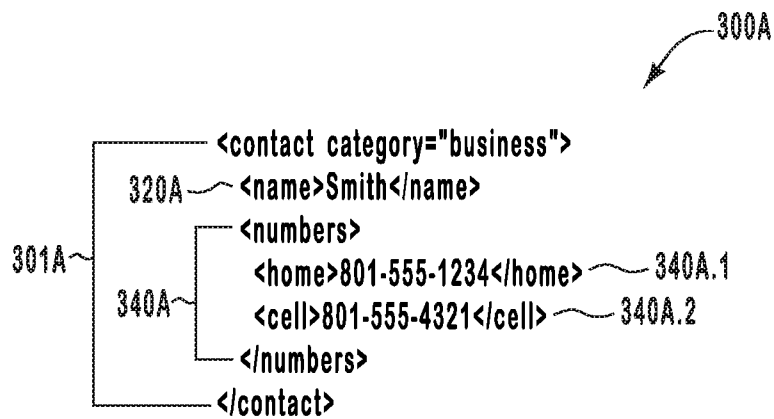 300A
<contact category="business">
320A <name>Smith</name>
<numbers>
301A <home>801-555-1234</home> 340A.1
340A <cell>801-555-4321</cell> 340A.2
</numbers>
</contact>